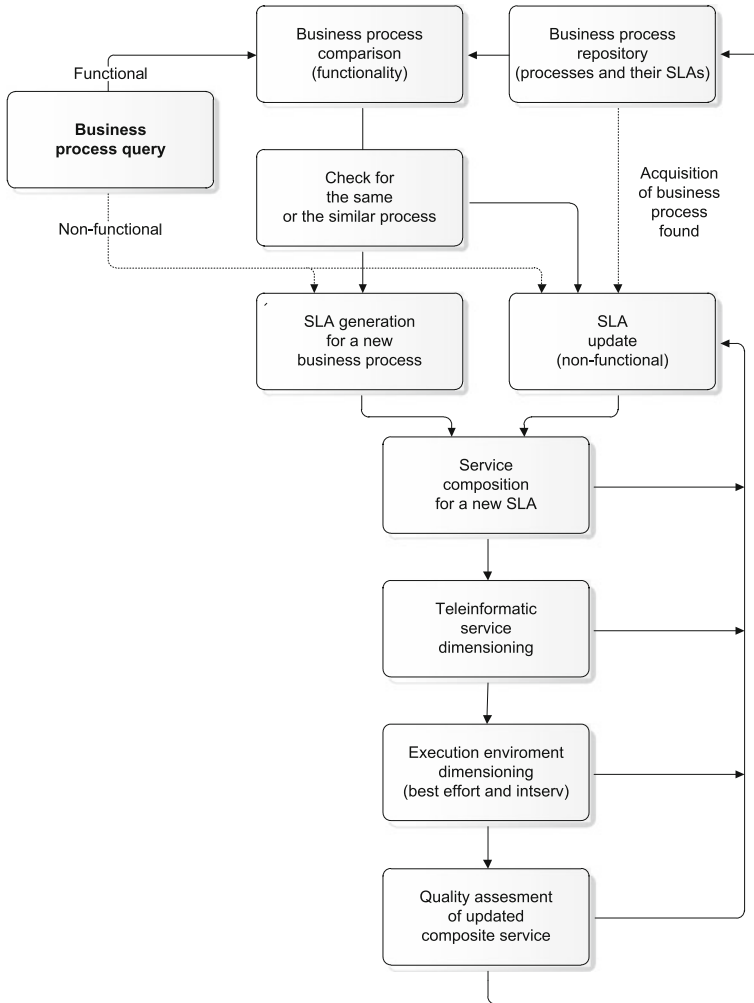 Business process
comparison
(functionality)
Business process
repository
(processes and their SLAs)
Functional
Business
process query
Check for
the same
or the similar process
Acquisition
of business
process
found
Non-functional
SLA generation
for a new
business process
SLA
update
(non-functional)
Service
composition
for a new SLA
Teleinformatic
service
dimensioning
Execution enviroment
dimensioning
(best effort and intserv)
Quality assesment
of updated
composite service